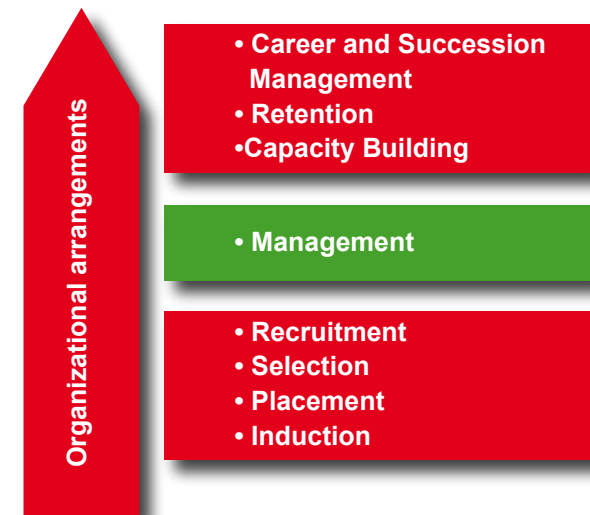 Organizational arrangements
• Career and Succession
Management
• Retention
•Capacity Building
• Management
• Recruitment
• Selection
• Placement
• Induction